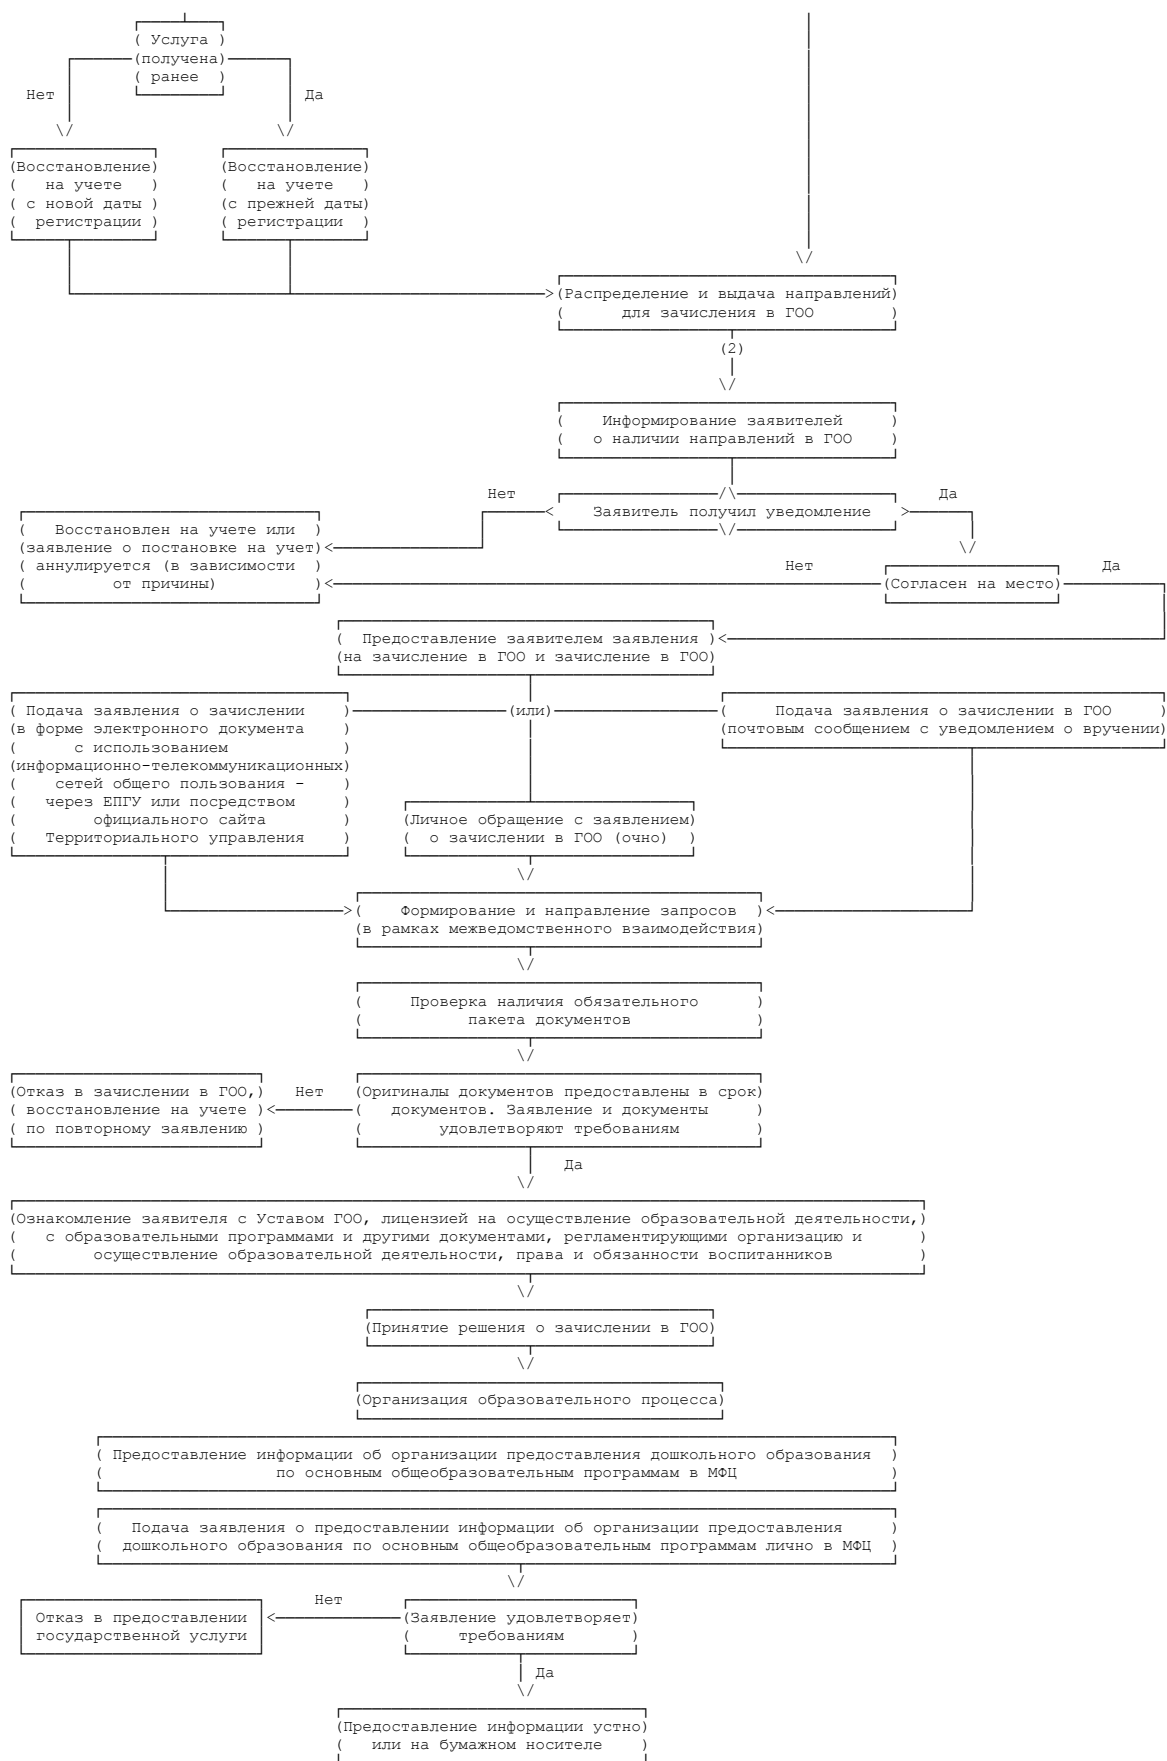 ( Услуга )
(получена)
( ранее )
Нет
Да
\/ \/
(Восстановление)
( на учете )
( с новой даты )
( регистрации )
(Восстановление)
( на учете )
(с прежней даты)
( регистрации )
\/
>(Распределение и выдача направлений)
( для зачисления в ГОО )
(2)
\/
( Информирование заявителей )
( о наличии направлений в ГОО )
Нет /\ Да
< Заявитель получил уведомление >
\/
\/
( Восстановлен на учете или )
(заявление о постановке на учет)<
( аннулируется (в зависимости )
( от причины) )<
Нет
(Согласен на место)
Да
( Предоставление заявителем заявления )<
(на зачисление в ГОО и зачисление в ГОО)
( Подача заявления о зачислении )
(в форме электронного документа )
( с использованием )
(информационно-телекоммуникационных)
( сетей общего пользования - )
( через ЕПГУ или посредством )
( официального сайта )
( Территориального управления )
(или)
( Подача заявления о зачислении в ГОО )
(почтовым сообщением с уведомлением о вручении)
(Личное обращение с заявлением)
( о зачислении в ГОО (очно) )
\/
>( Формирование и направление запросов )<
(в рамках межведомственного взаимодействия)
\/
( Проверка наличия обязательного )
( пакета документов )
\/
(Отказ в зачислении в ГОО,)
( восстановление на учете )<
( по повторному заявлению )
Нет
(Оригиналы документов предоставлены в срок)
( документов. Заявление и документы )
( удовлетворяют требованиям )
Да
\/
(Ознакомление заявителя с Уставом ГОО, лицензией на осуществление образовательной деятельности,)
( с образовательными программами и другими документами, регламентирующими организацию и )
( осуществление образовательной деятельности, права и обязанности воспитанников )
\/
(Принятие решения о зачислении в ГОО)
\/
(Организация образовательного процесса)
( Предоставление информации об организации предоставления дошкольного образования )
( по основным общеобразовательным программам в МФЦ )
( Подача заявления о предоставлении информации об организации предоставления )
( дошкольного образования по основным общеобразовательным программам лично в МФЦ )
\/
Отказ в предоставлении <
государственной услуги
Нет
(Заявление удовлетворяет)
( требованиям )
Да
\/
(Предоставление информации устно)
( или на бумажном носителе )